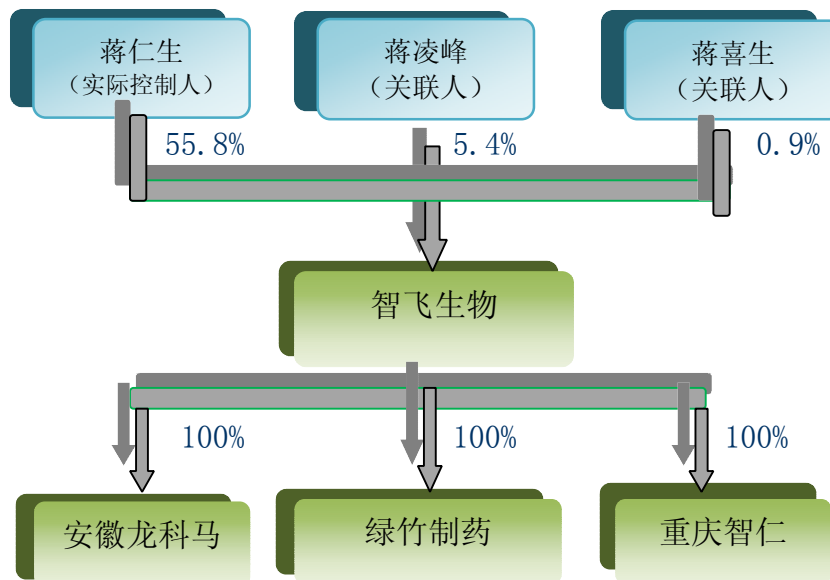 蒋仁生
（实际控制人）
蒋凌峰
（关联人）
蒋喜生
（关联人）
55.8%
5.4%
0.9%
智飞生物
100%
100%
100%
安徽龙科马
绿竹制药
重庆智仁